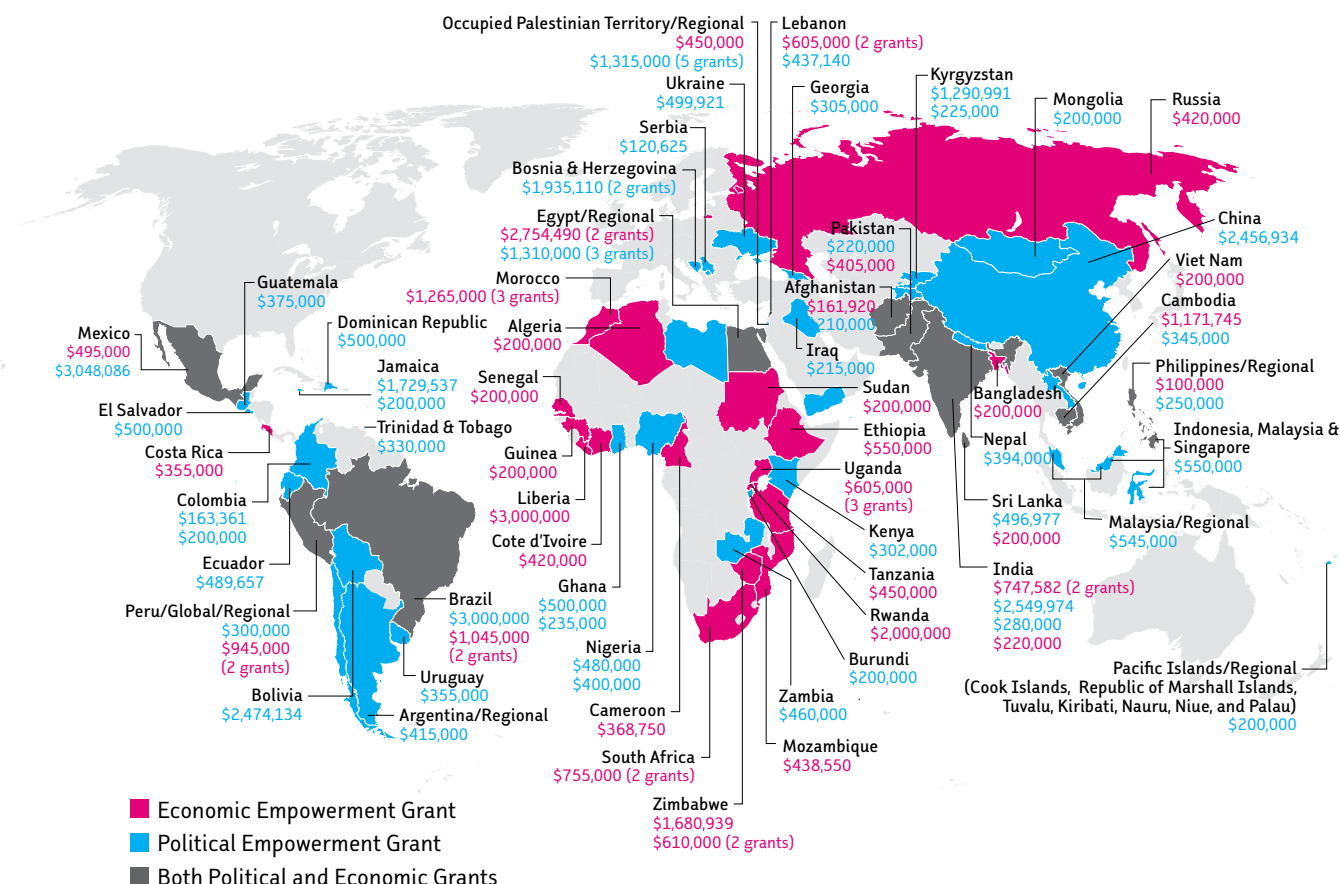 Occupied Palestinian Territory/Regional
$450,000
$1,315,000 (5 grants)
Lebanon
$605,000 (2 grants)
$437,140
Ukraine
$499,921
Georgia
$305,000
Kyrgyzstan
$1,290,991
$225,000
Mongolia
$200,000
Russia
$420,000
Serbia
$120,625
Bosnia & Herzegovina
$1,935,110 (2 grants)
Egypt/Regional
$2,754,490 (2 grants)
$1,310,000 (3 grants)
Pakistan
$220,000
$405,000
China
$2,456,934
Viet Nam
$200,000
Morocco
$1,265,000 (3 grants)
Afghanistan
$161,920
$210,000
Cambodia
$1,171,745
$345,000
Guatemala
$375,000
Mexico
$495,000
$3,048,086
Dominican Republic
$500,000
Algeria
$200,000
Iraq
$215,000
Philippines/Regional
$100,000
$250,000
Jamaica
$1,729,537
$200,000
Senegal
$200,000
Sudan
$200,000
Bangladesh
$200,000
El Salvador
$500,000
Trinidad & Tobago
$330,000
Ethiopia
$550,000
Nepal
$394,000
Indonesia, Malaysia &
Singapore
$550,000
Costa Rica
$355,000
Guinea
$200,000
Uganda
$605,000
(3 grants)
Colombia
$163,361
$200,000
Liberia
$3,000,000
Sri Lanka
$496,977
$200,000
Malaysia/Regional
$545,000
Cote d'Ivoire
$420,000
Kenya
$302,000
Ecuador
$489,657
Ghana
$500,000
$235,000
Tanzania
$450,000
India
$747,582 (2 grants)
$2,549,974
$280,000
$220,000
Peru/Global/Regional
$300,000
$945,000
(2 grants)
Brazil
$3,000,000
$1,045,000
(2 grants)
Rwanda
$2,000,000
Nigeria
$480,000
$400,000
Burundi
$200,000
Pacific Islands/Regional
(Cook Islands, Republic of Marshall Islands,
Tuvalu, Kiribati, Nauru, Niue, and Palau)
$200,000
Uruguay
$355,000
Bolivia
$2,474,134
Zambia
$460,000
Argentina/Regional
$415,000
Cameroon
$368,750
Mozambique
$438,550
South Africa
$755,000 (2 grants)
Zimbabwe
$1,680,939
$610,000 (2 grants)
Economic Empowerment Grant
Political Empowerment Grant
Both Political and Economic Grants